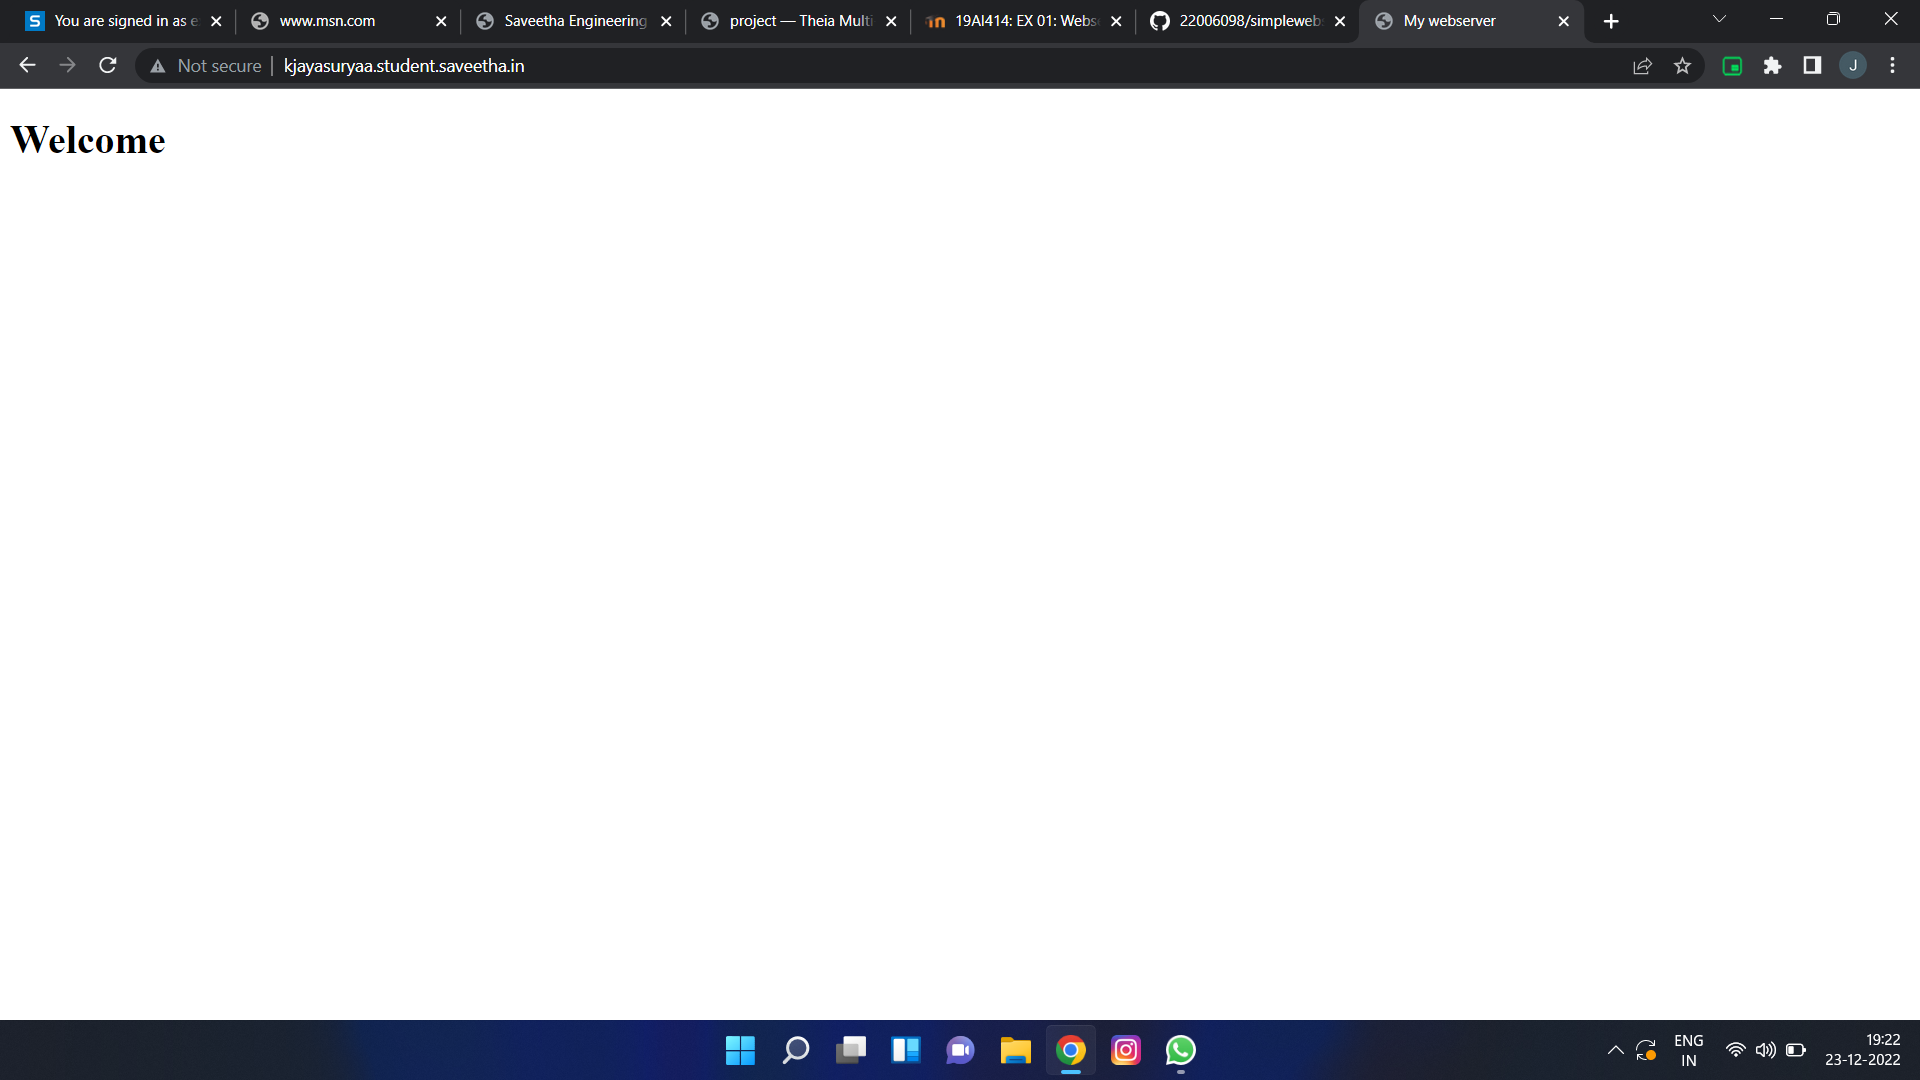 You are signed in as e
www.msn.com
Saveetha Engineering
project — Theia Multi
19AI414: EX 01: Webs
22006098/simpleweb
My webserver
Not secure
kjayasuryaa.student.saveetha.in
J
Welcome
ENG
IN
19:22
23-12-2022